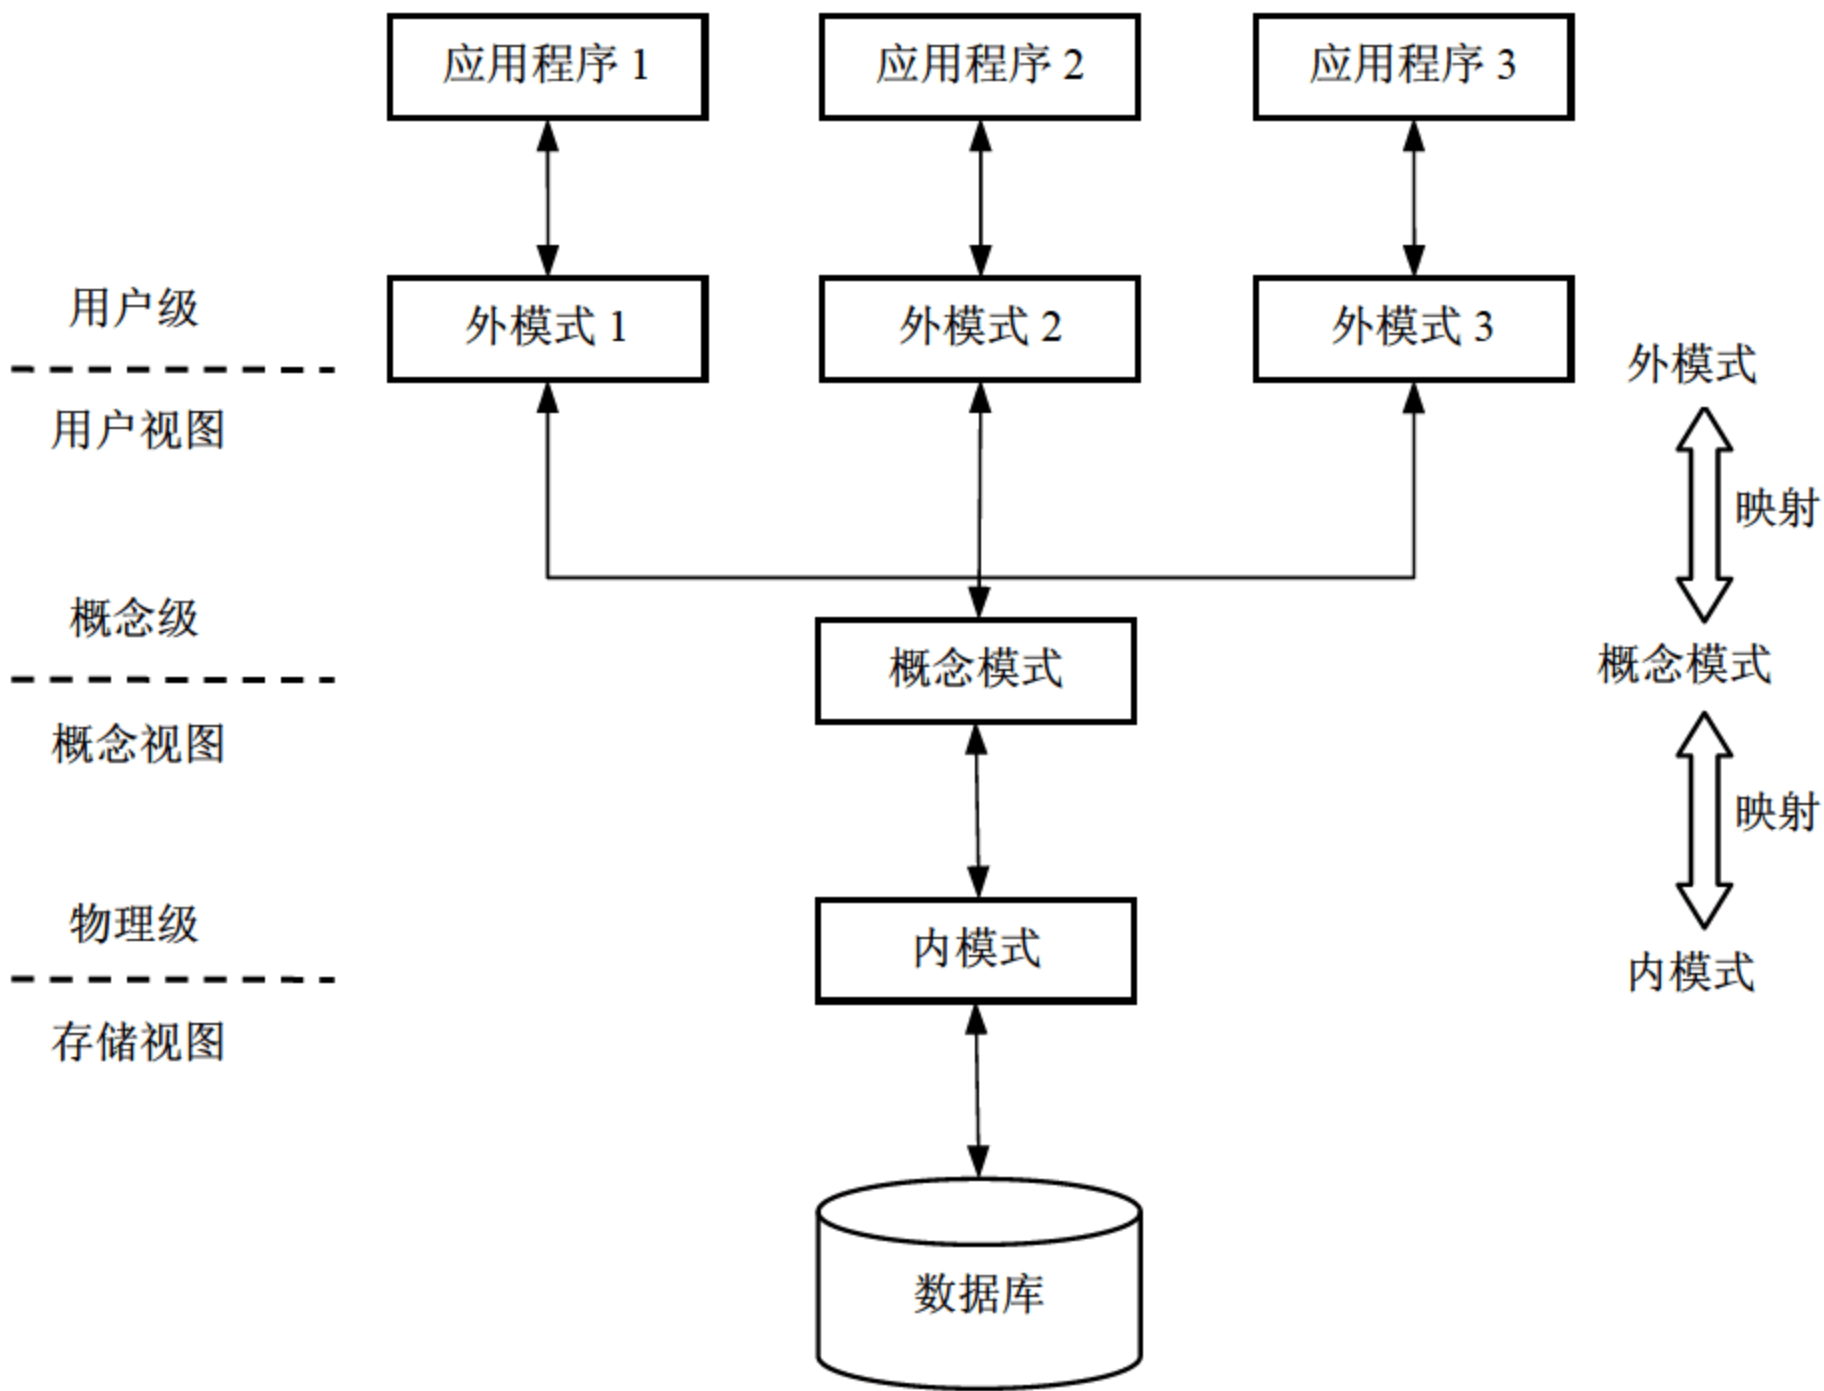 应用程序 1
应用程序 2
应用程序 3
用户级
外模式 1
外模式 2
外模式 3
外模式
用户视图
映射
概念级
概念模式
概念模式
概念视图
映射
物理级
内模式
内模式
存储视图
数据库